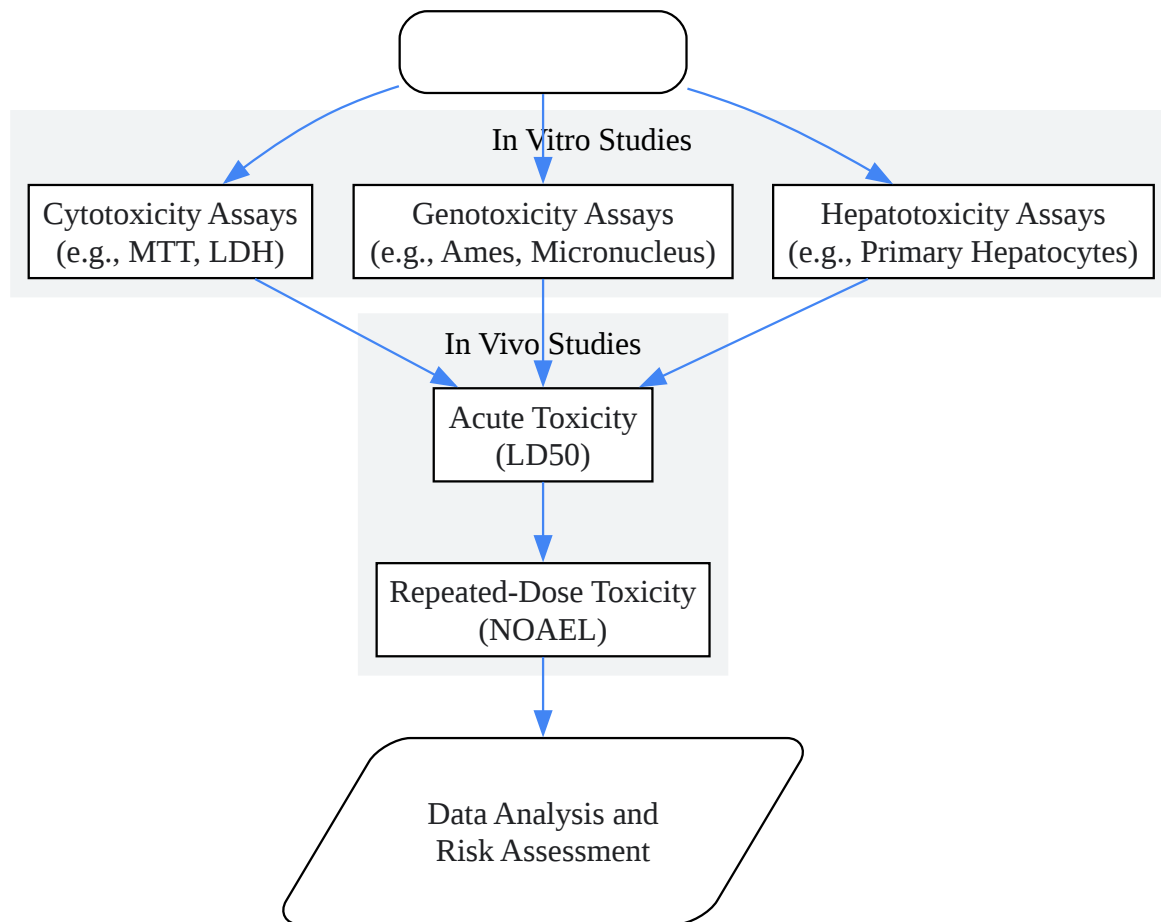 In Vitro Studies
Cytotoxicity Assays
(e.g., MTT, LDH)
Genotoxicity Assays
(e.g., Ames, Micronucleus)
Hepatotoxicity Assays
(e.g., Primary Hepatocytes)
In Vivo Studies
Acute Toxicity
(LD50)
Repeated-Dose Toxicity
(NOAEL)
Data Analysis and
Risk Assessment